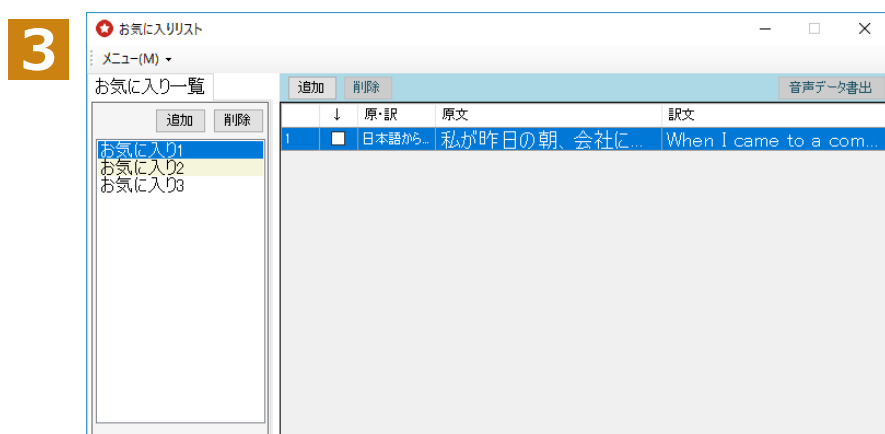 3
お気に入りリスト
メニュー(M)
お気に入り一覧
追加 削除 音声データ書出
追加 削除
↓ 原・訳 原文 訳文
1 日本語から... 私が昨日の朝、会社に... When I came to a com...
お気に入り1
お気に入り2
お気に入り3